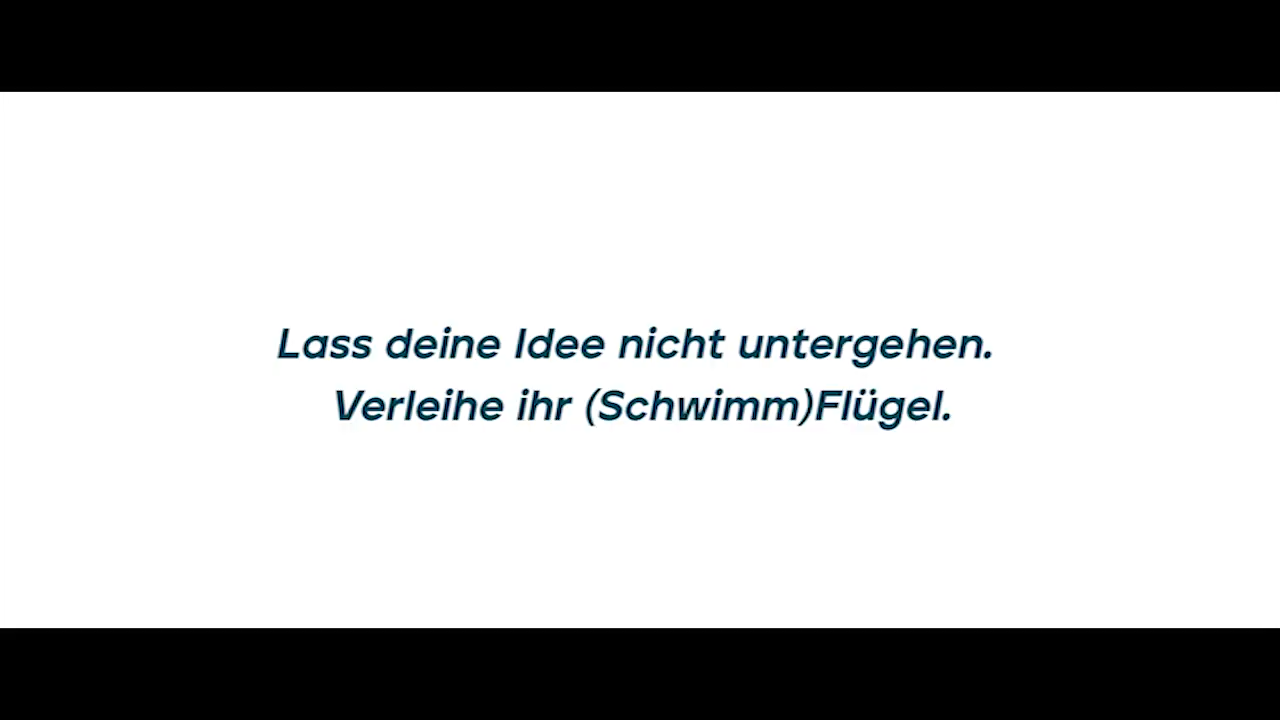 Lass deine Idee nicht untergehen.
Verleihe ihr (Schwimm)Flügel.